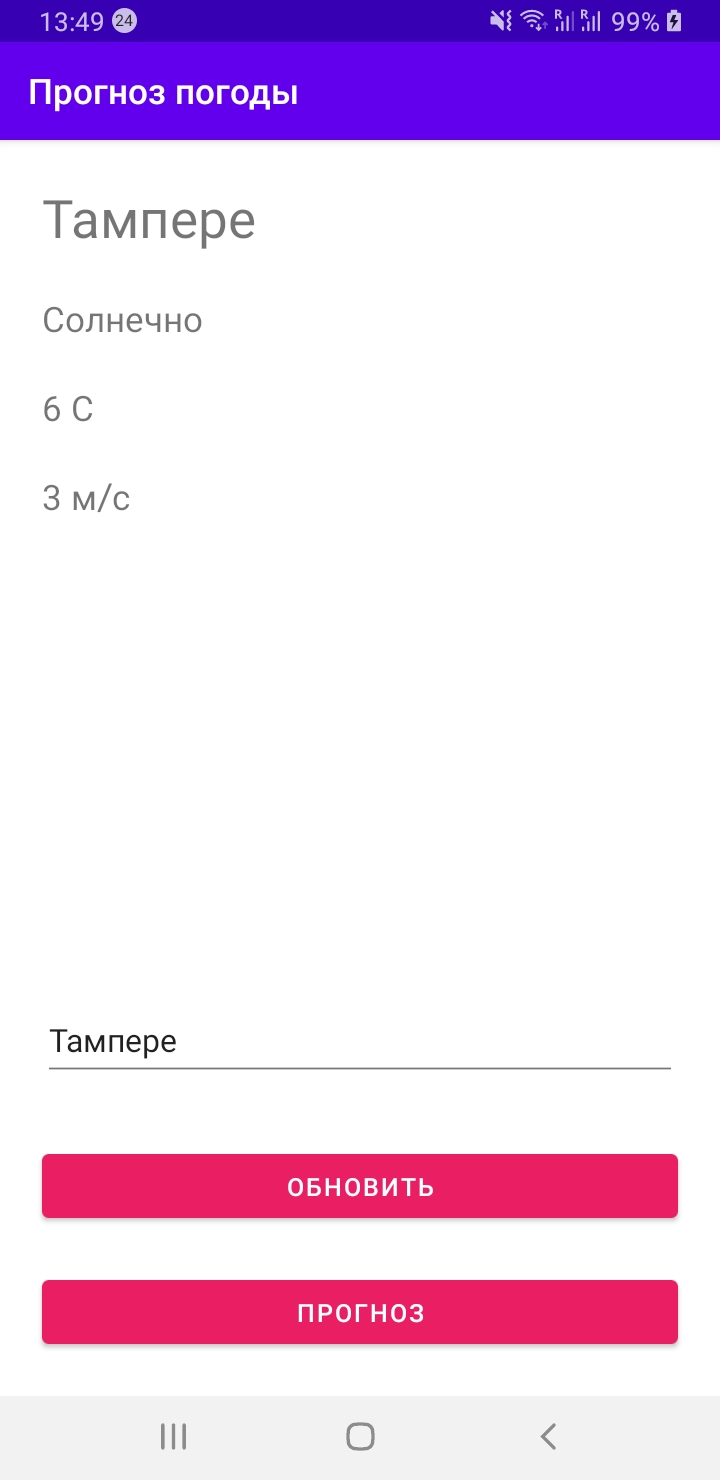 13:49 24 R R 99%
Прогноз погоды
Тампере
Солнечно
6 C
3 м/с
Тампере
ОБНОВИТЬ
ПРОГНОЗ